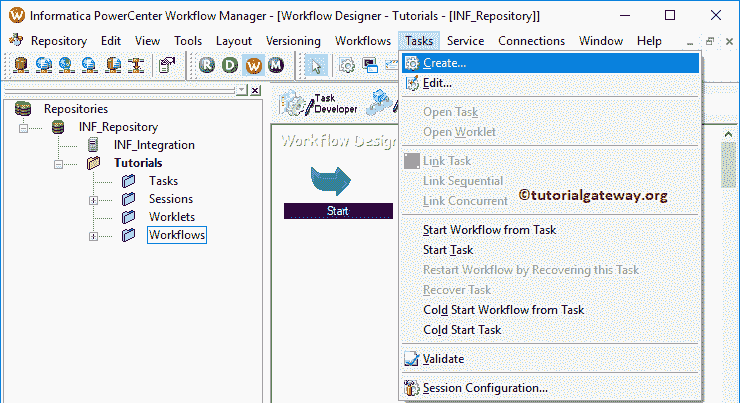 Informatica PowerCenter Workflow Manager - [Workflow Designer - Tutorials - [INF_Repository]]
Repository Edit View Tools Layout Versioning Workflows Tasks Service Connections Window Help
R D W M
Repositories
INF_Repository
INF_Integration
Tutorials
Tasks
Sessions
Worklets
Workflows
Task
Developer
Workflow Design
Start
Create...
Edit...
Open Task
Open Worklet
Link Task
Link Sequential
Link Concurrent
©tutorialgateway.org
Start Workflow from Task
Start Task
Restart Workflow by Recovering this Task
Recover Task
Cold Start Workflow from Task
Cold Start Task
Validate
Session Configuration...